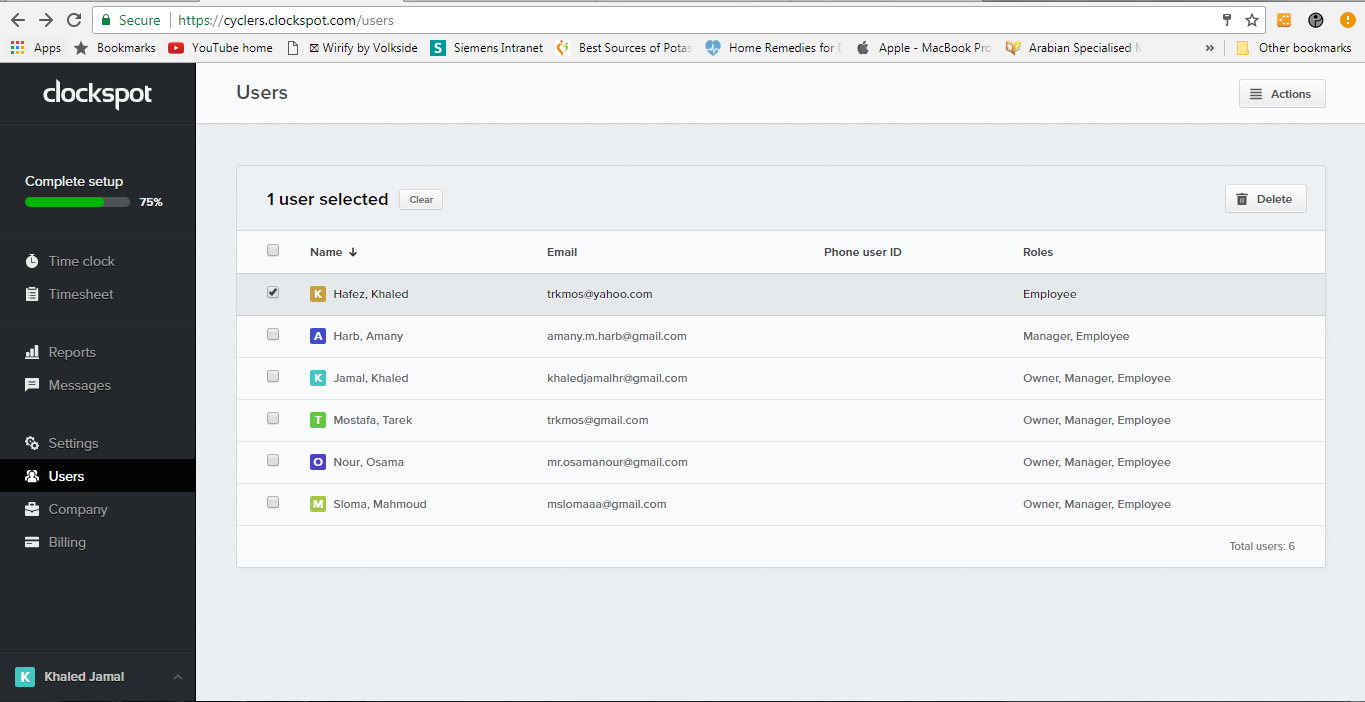 Secure https://cyclers.clockspot.com/users
Apps Bookmarks YouTube home Wirify by Volkside S Siemens Intranet Best Sources of Potas Home Remedies for D Apple - MacBook Pro Arabian Specialised M » Other bookmarks
clockspot
Users
Actions
Complete setup
75%
Time clock
Timesheet
Reports
Messages
Settings
Users
Company
Billing
K Khaled Jamal
1 user selected Clear Delete
Name ↓ Email Phone user ID Roles
K Hafez, Khaled trkmos@yahoo.com Employee
A Harb, Amany amany.m.harb@gmail.com Manager, Employee
K Jamal, Khaled khaledjamalhr@gmail.com Owner, Manager, Employee
T Mostafa, Tarek trkmos@gmail.com Owner, Manager, Employee
O Nour, Osama mr.osamanour@gmail.com Owner, Manager, Employee
M Sloma, Mahmoud mslomaaa@gmail.com Owner, Manager, Employee
Total users: 6